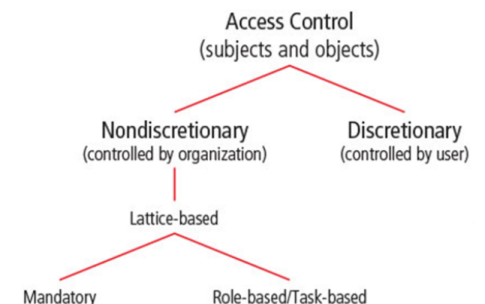 Access Control
(subjects and objects)
Nondiscretionary
(controlled by organization)
Discretionary
(controlled by user)
Lattice-based
Mandatory
Role-based/Task-based